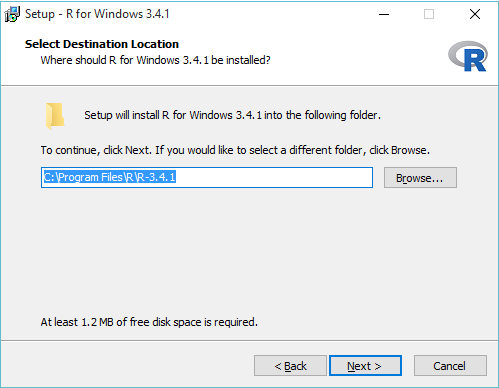 Setup - R for Windows 3.4.1
Select Destination Location
Where should R for Windows 3.4.1 be installed?
R
Setup will install R for Windows 3.4.1 into the following folder.
To continue, click Next. If you would like to select a different folder, click Browse.
C:\Program Files\R\R-3.4.1
Browse...
At least 1.2 MB of free disk space is required.
< Back
Next >
Cancel